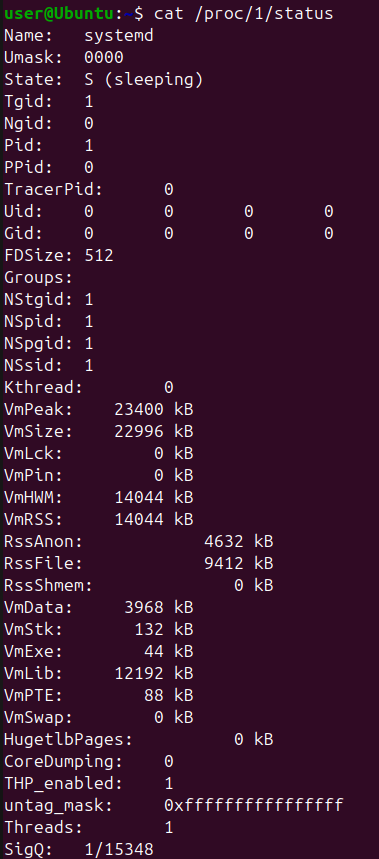 user@Ubuntu:~$ cat /proc/1/status
Name:   systemd
Umask:  0000
State:  S (sleeping)
Tgid:   1
Ngid:   0
Pid:    1
PPid:   0
TracerPid:      0
Uid:    0       0       0       0
Gid:    0       0       0       0
FDSize: 512
Groups:
NStgid: 1
NSpid:  1
NSpgid: 1
NSsid:  1
Kthread:        0
VmPeak:    23400 kB
VmSize:    22996 kB
VmLck:         0 kB
VmPin:         0 kB
VmHWM:     14044 kB
VmRSS:     14044 kB
RssAnon:            4632 kB
RssFile:            9412 kB
RssShmem:              0 kB
VmData:     3968 kB
VmStk:       132 kB
VmExe:        44 kB
VmLib:     12192 kB
VmPTE:        88 kB
VmSwap:        0 kB
HugetlbPages:          0 kB
CoreDumping:    0
THP_enabled:    1
untag_mask:     0xffffffffffffffff
Threads:        1
SigQ:   1/15348